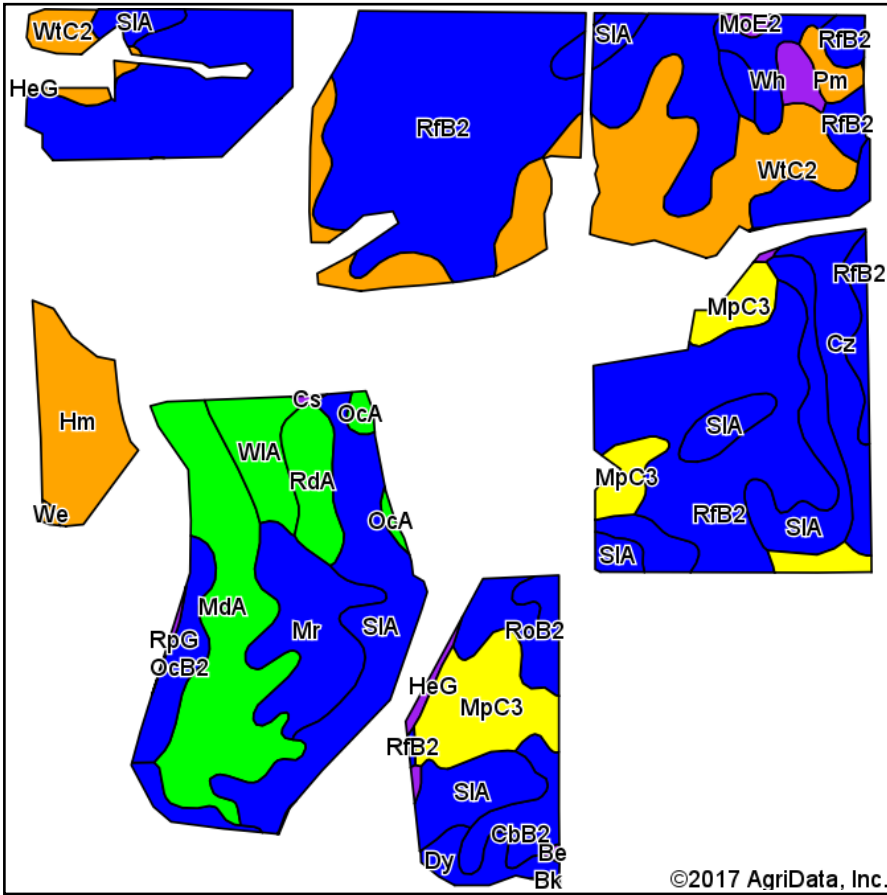 WtC2
SlA
HeG
RfB2
SlA
MoE2
RfB2
Wh
Pm
RfB2
WtC2
RfB2
MpC3
Cz
SlA
MpC3
RfB2
SlA
SlA
Hm
We
Cs
OcA
WlA
RdA
OcA
MdA
Mr
SlA
RpG
OcB2
RoB2
HeG
MpC3
RfB2
SlA
CbB2
Dy
Be
Bk
©2017 AgriData, Inc.